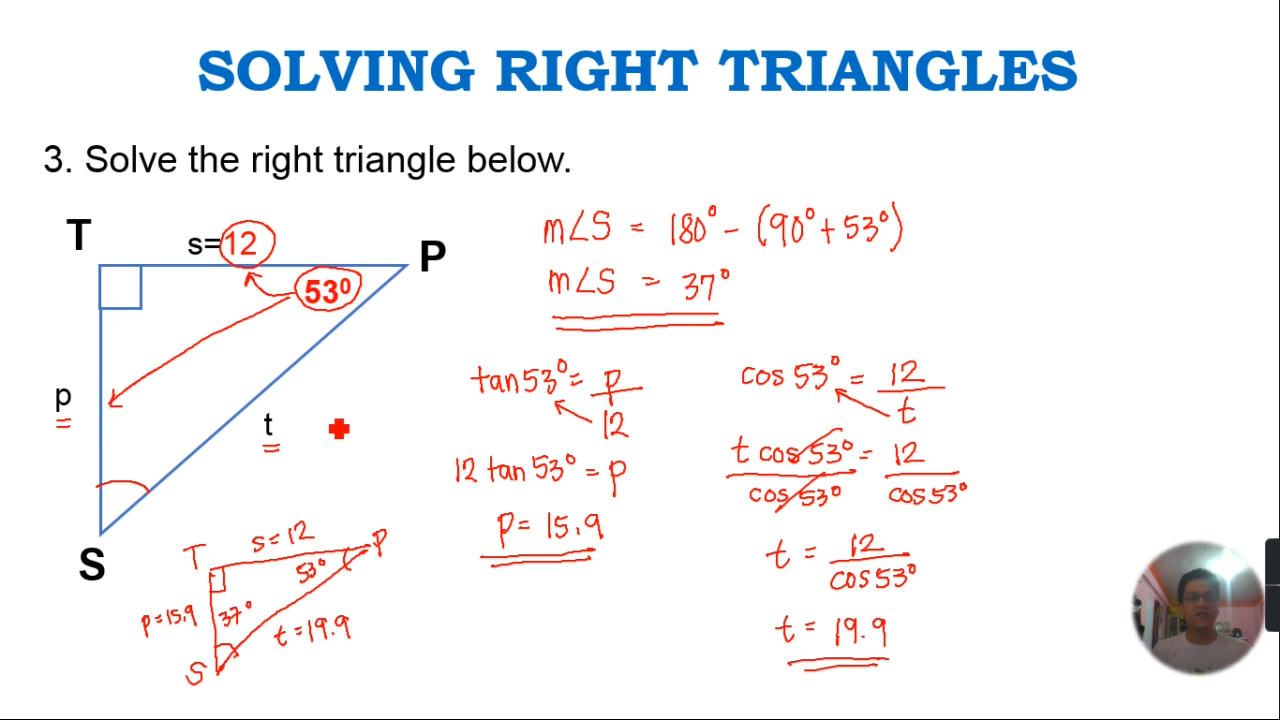 SOLVING RIGHT TRIANGLES
3. Solve the right triangle below.
T
s=12
P
53⁰
p
t
S
T
s=12
P
53°
p=15.9
37°
t=19.9
S
m∠S = 180° - (90° + 53°)
m∠S = 37°
tan 53° = p/12
12 tan 53° = p
p = 15.9
cos 53° = 12/t
t cos 53°/cos 53° = 12/cos 53°
t = 12/cos 53°
t = 19.9